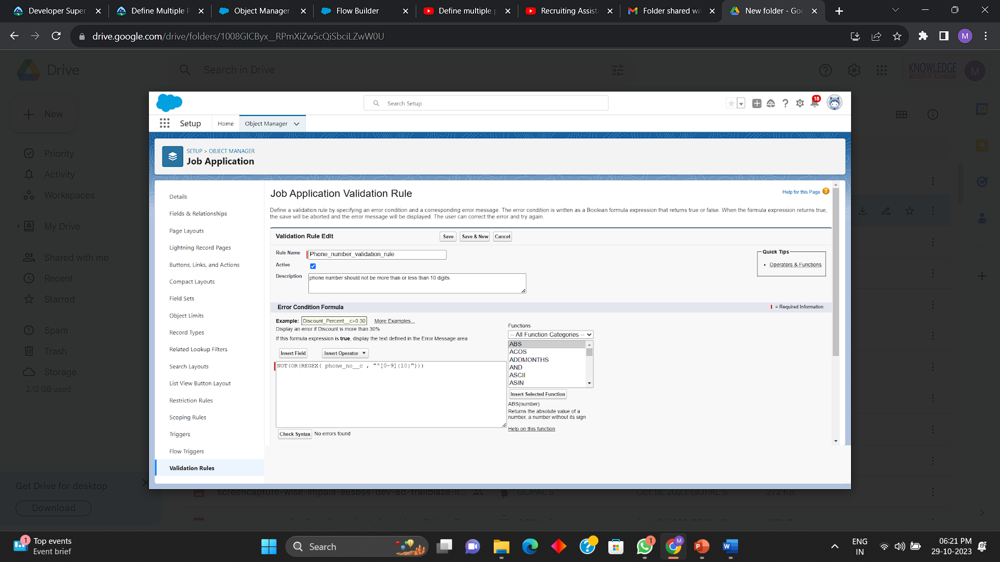 Developer Super
Define Multiple P
Object Manager
Flow Builder
Define multiple p
Recruiting Assista
Folder shared wi
New folder - Goo
drive.google.com/drive/folders/1008GICByx__RPmXiZw5cQiSbciLZwW0U
M
Drive
Search in Drive
KNOWLEDGE
INSTITUTE OF TECHNOLOGY
M
New
Priority
Activity
Workspaces
My Drive
Shared with me
Recent
Starred
Spam
Trash
Storage
2.12 GB used
Get Drive for desktop
Download
Search Setup
18
Setup
Home
Object Manager
SETUP > OBJECT MANAGER
Job Application
Details
Fields & Relationships
Page Layouts
Lightning Record Pages
Buttons, Links, and Actions
Compact Layouts
Field Sets
Object Limits
Record Types
Related Lookup Filters
Search Layouts
List View Button Layout
Restriction Rules
Scoping Rules
Triggers
Flow Triggers
Validation Rules
Job Application Validation Rule
Help for this Page
Define a validation rule by specifying an error condition and a corresponding error message. The error condition is written as a Boolean formula expression that returns true or false. When the formula expression returns true,
the save will be aborted and the error message will be displayed. The user can correct the error and try again.
Validation Rule Edit
Save
Save & New
Cancel
Rule Name
Phone_number_validation_rule
Active
Description
phone number should not be more than or less than 10 digits.
Quick Tips
• Operators & Functions
Error Condition Formula
= Required Information
Example: Discount_Percent__c>0.30 More Examples...
Display an error if Discount is more than 30%
If this formula expression is true, display the text defined in the Error Message area
Insert Field
Insert Operator
NOT(OR(REGEX( phone_no__c , "^[0-9]{10}")))
Functions
-- All Function Categories --
ABS
ACOS
ADDMONTHS
AND
ASCII
ASIN
Insert Selected Function
ABS(number)
Returns the absolute value of a
number, a number without its sign
Help on this function
Check Syntax No errors found
screencapture-wise-impala-e6sbs4-dev-ed-trailblaze-li...
GOPAL S
Oct 18, 2023 GOPAL S
272 KB
1
Top events
Event brief
Search
1
M
ENG
IN
06:21 PM
29-10-2023